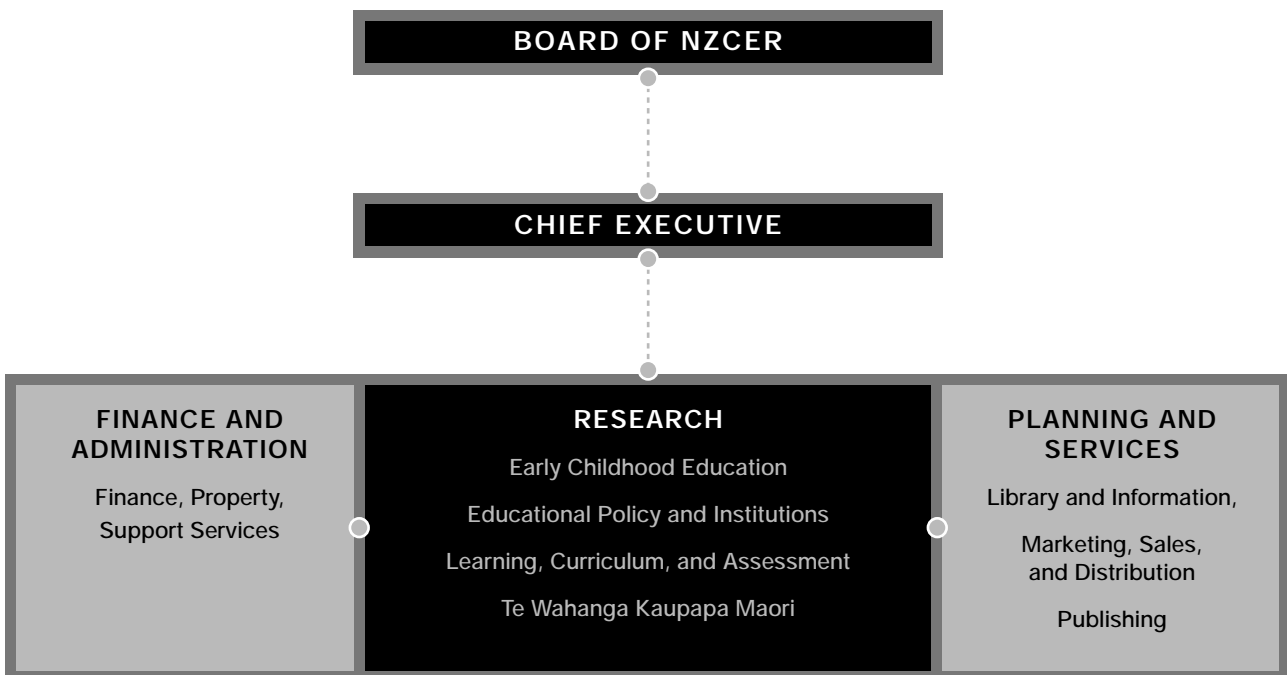 BOARD OF NZCER
CHIEF EXECUTIVE
FINANCE AND
ADMINISTRATION
Finance, Property,
Support Services
RESEARCH
Early Childhood Education
Educational Policy and Institutions
Learning, Curriculum, and Assessment
Te Wahanga Kaupapa Maori
PLANNING AND
SERVICES
Library and Information,
Marketing, Sales,
and Distribution
Publishing